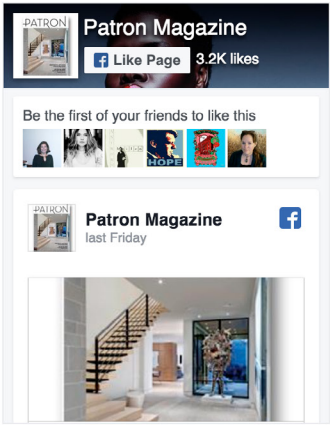 PATRON
Patron Magazine
Like Page
3.2K likes
Be the first of your friends to like this
HOPE
PATRON
Patron Magazine
last Friday